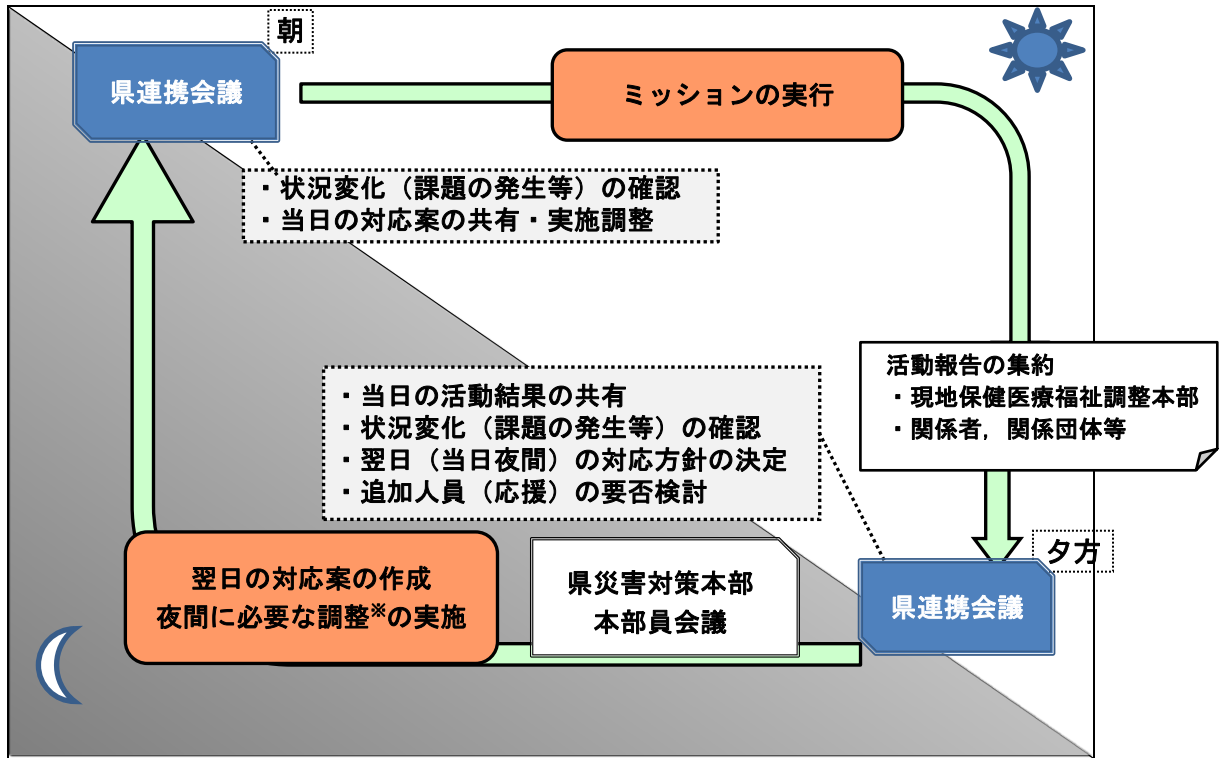 朝
県連携会議
ミッションの実行
・状況変化（課題の発生等）の確認
・当日の対応案の共有・実施調整
活動報告の集約
・現地保健医療福祉調整本部
・関係者，関係団体等
・当日の活動結果の共有
・状況変化（課題の発生等）の確認
・翌日（当日夜間）の対応方針の決定
・追加人員（応援）の要否検討
夕方
県連携会議
県災害対策本部
本部員会議
翌日の対応案の作成
夜間に必要な調整※の実施